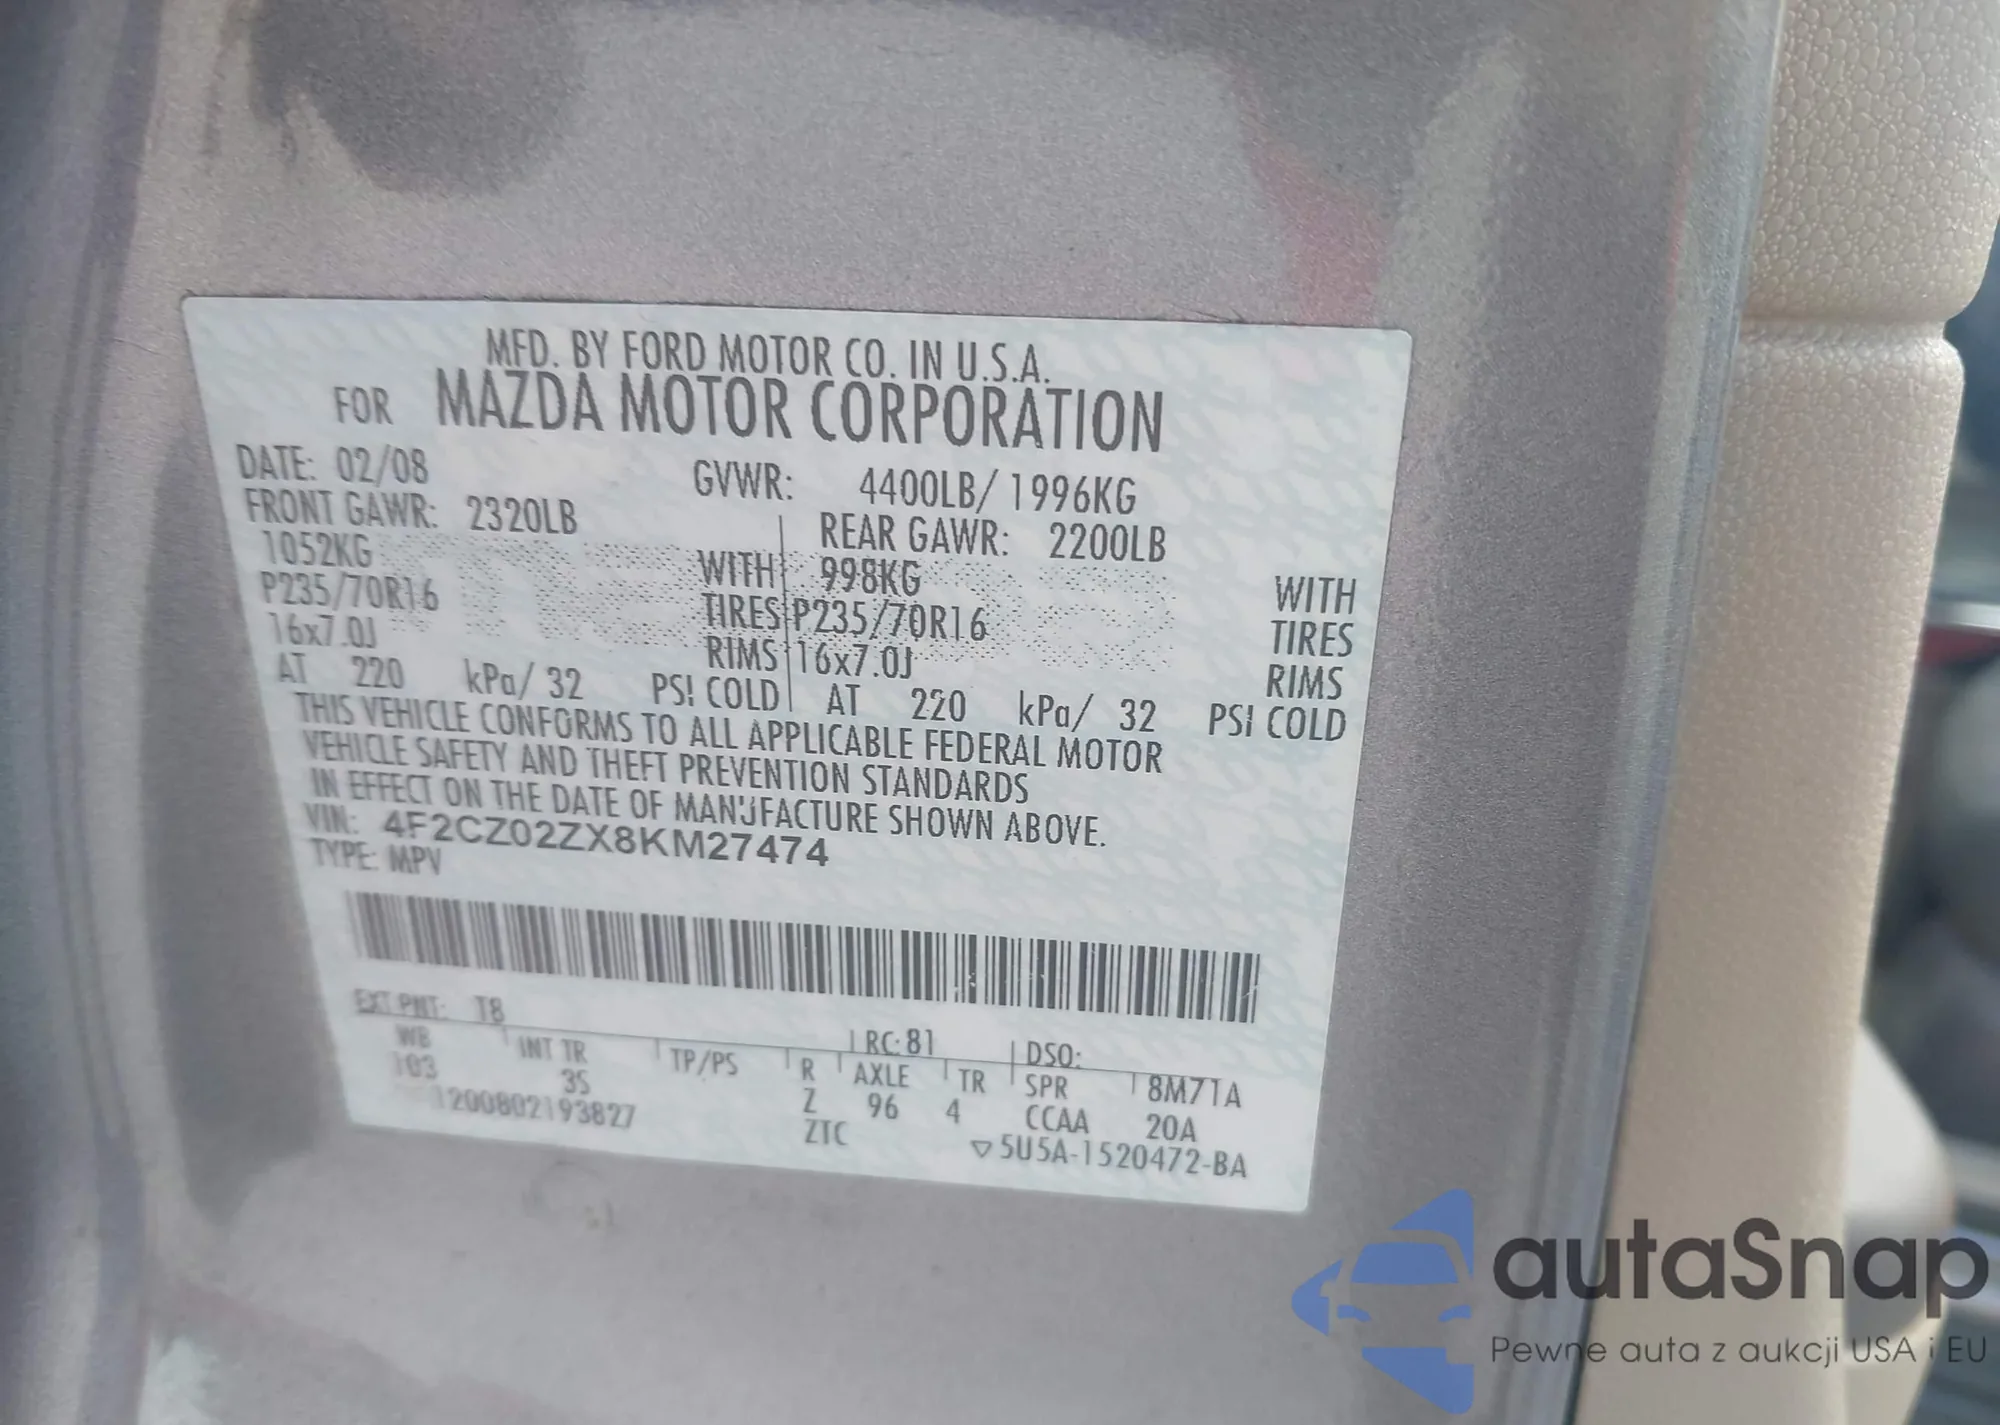 MFD. BY FORD MOTOR CO. IN U.S.A.
FOR MAZDA MOTOR CORPORATION
DATE: 02/08 GVWR: 4400LB/ 1996KG
FRONT GAWR: 2320LB REAR GAWR: 2200LB
1052KG WITH 998KG WITH
P235/70R16 TIRES P235/70R16 TIRES
16x7.0J RIMS 16x7.0J RIMS
AT 220 kPa/ 32 PSI COLD AT 220 kPa/ 32 PSI COLD
THIS VEHICLE CONFORMS TO ALL APPLICABLE FEDERAL MOTOR
VEHICLE SAFETY AND THEFT PREVENTION STANDARDS
IN EFFECT ON THE DATE OF MANUFACTURE SHOWN ABOVE.
VIN: 4F2CZ02ZX8KM27474
TYPE: MPV
EXT PNT: T8 RC: 81 DSO:
WB INT TR TP/PS R AXLE TR SPR 8M71A
103 3S Z 96 4 CCAA 20A
1200802193827 ZTC ▽5U5A-1520472-BA
autaSnap
Pewne auta z aukcji USA i EU